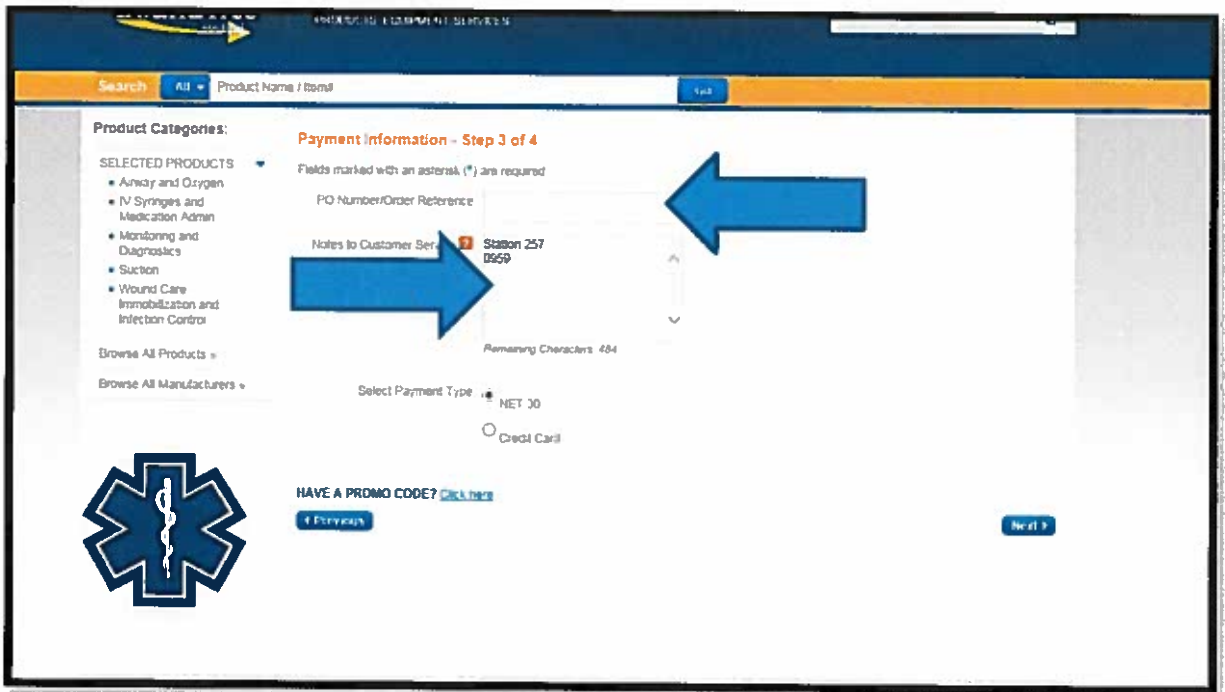 PRODUCTS EQUIPMENT SERVICES
Search All Product Name / Item#
Product Categories:
SELECTED PRODUCTS
Airway and Oxygen
IV Syringes and
Medication Admin
Monitoring and
Diagnostics
Suction
Wound Care
Immobilization and
Infection Control
Browse All Products »
Browse All Manufacturers »
Payment Information - Step 3 of 4
Fields marked with an asterisk (*) are required
PO Number/Order Reference
Notes to Customer Ser ?
Station 257
0959
Remaining Characters: 484
Select Payment Type
NET 30
Credit Card
HAVE A PROMO CODE? Click here
Previous
Next